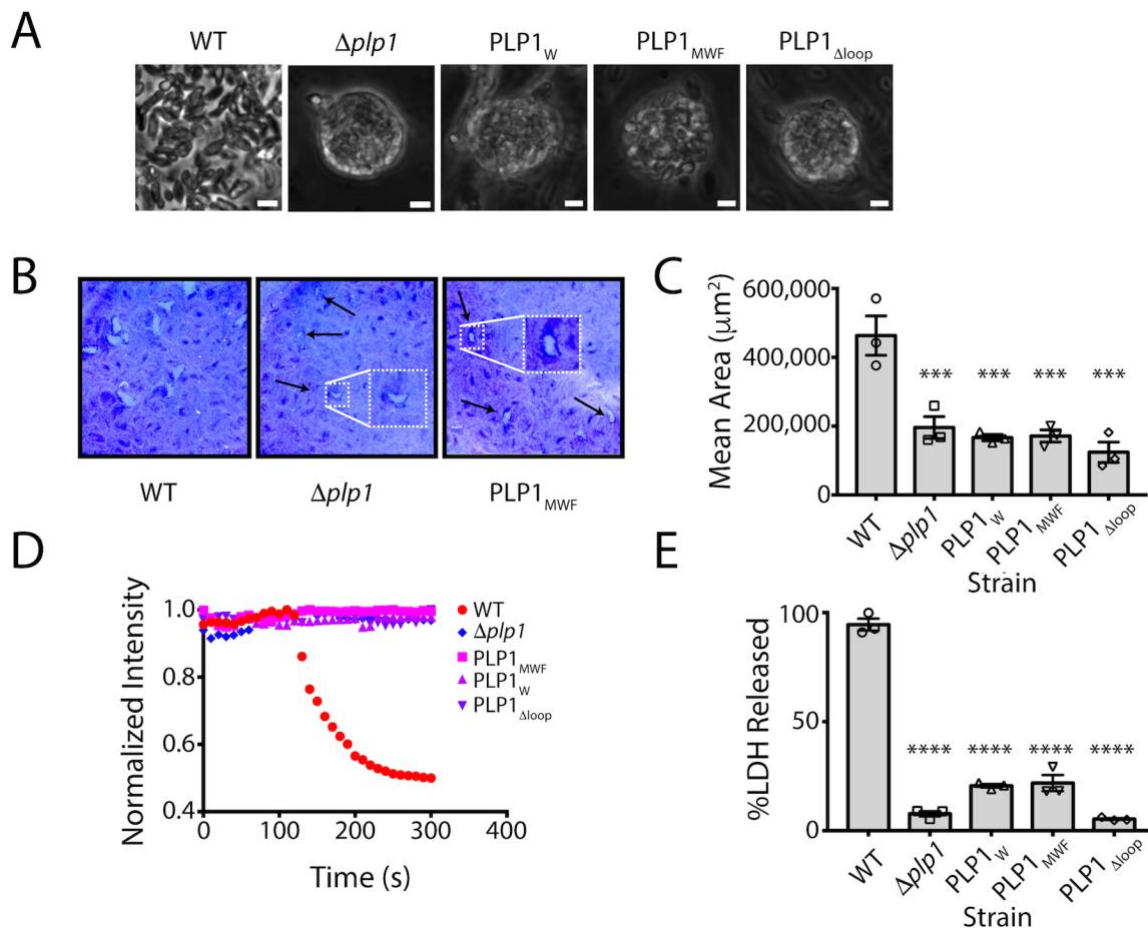 A
WT Δplp1 PLP1W PLP1MWF PLP1Δloop
B
WT Δplp1 PLP1MWF
C
Mean Area (μm²)
600,000
400,000
200,000
0
*** *** *** ***
WT Δplp1 PLP1W PLP1MWF PLP1Δloop
Strain
D
Normalized Intensity
1.0
0.8
0.6
0.4
0 100 200 300 400
Time (s)
WT
Δplp1
PLP1MWF
PLP1W
PLP1Δloop
E
%LDH Released
100
50
0
**** **** **** ****
WT Δplp1 PLP1W PLP1MWF PLP1Δloop
Strain